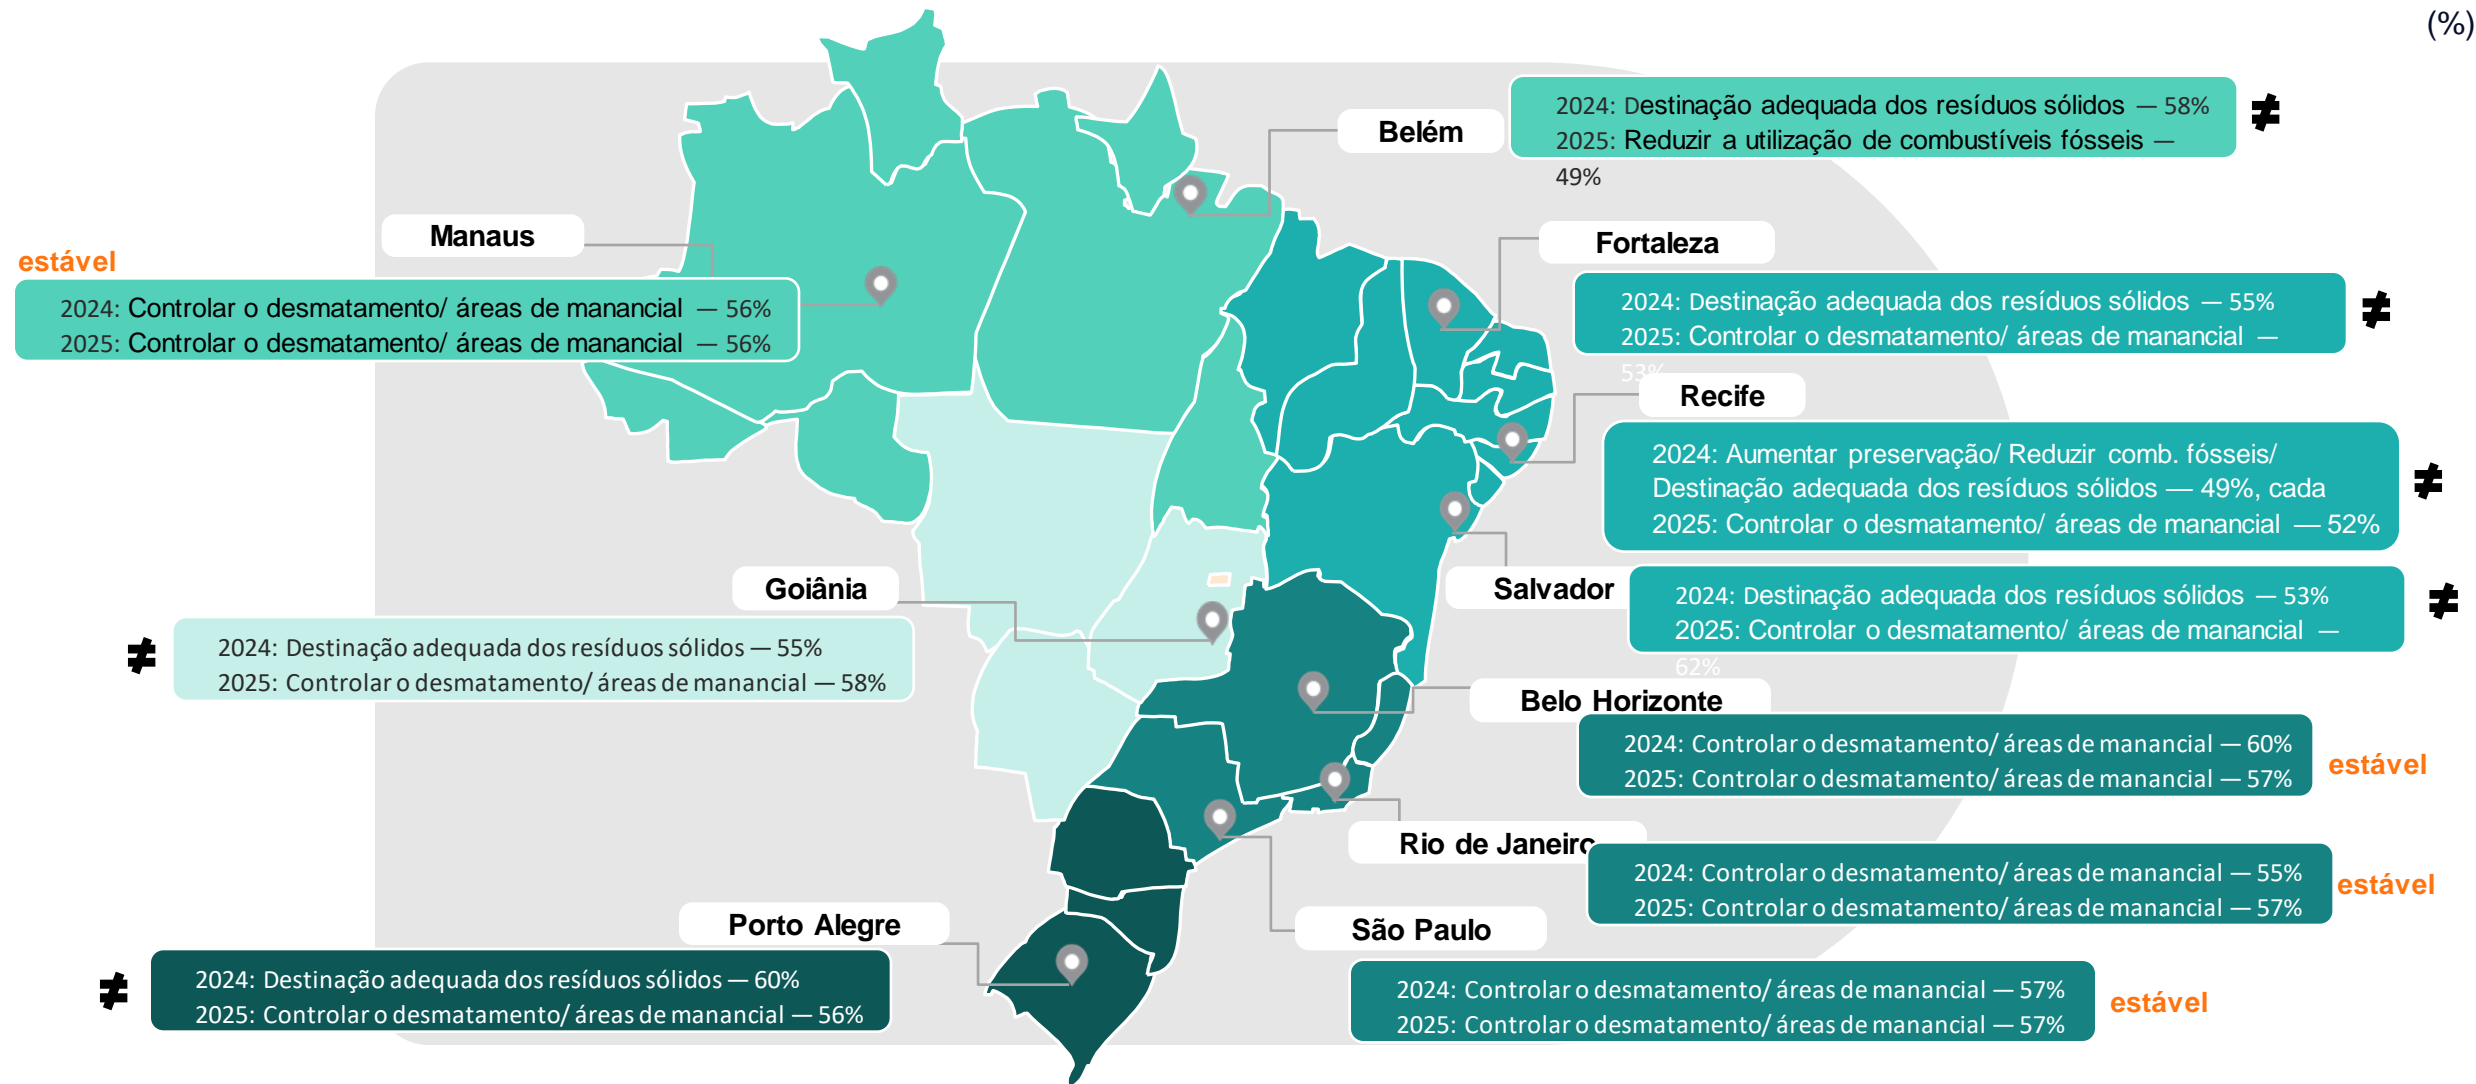 (%)
Belém
2024: Destinação adequada dos resíduos sólidos — 58%
2025: Reduzir a utilização de combustíveis fósseis —
49%
≠
Manaus
estável
2024: Controlar o desmatamento/ áreas de manancial — 56%
2025: Controlar o desmatamento/ áreas de manancial — 56%
Fortaleza
2024: Destinação adequada dos resíduos sólidos — 55%
2025: Controlar o desmatamento/ áreas de manancial —
53%
≠
Recife
2024: Aumentar preservação/ Reduzir comb. fósseis/
Destinação adequada dos resíduos sólidos — 49%, cada
2025: Controlar o desmatamento/ áreas de manancial — 52%
≠
Salvador
2024: Destinação adequada dos resíduos sólidos — 53%
2025: Controlar o desmatamento/ áreas de manancial —
62%
≠
Goiânia
≠
2024: Destinação adequada dos resíduos sólidos — 55%
2025: Controlar o desmatamento/ áreas de manancial — 58%
Belo Horizonte
2024: Controlar o desmatamento/ áreas de manancial — 60%
2025: Controlar o desmatamento/ áreas de manancial — 57%
estável
Rio de Janeiro
2024: Controlar o desmatamento/ áreas de manancial — 55%
2025: Controlar o desmatamento/ áreas de manancial — 57%
estável
São Paulo
2024: Controlar o desmatamento/ áreas de manancial — 57%
2025: Controlar o desmatamento/ áreas de manancial — 57%
estável
Porto Alegre
≠
2024: Destinação adequada dos resíduos sólidos — 60%
2025: Controlar o desmatamento/ áreas de manancial — 56%